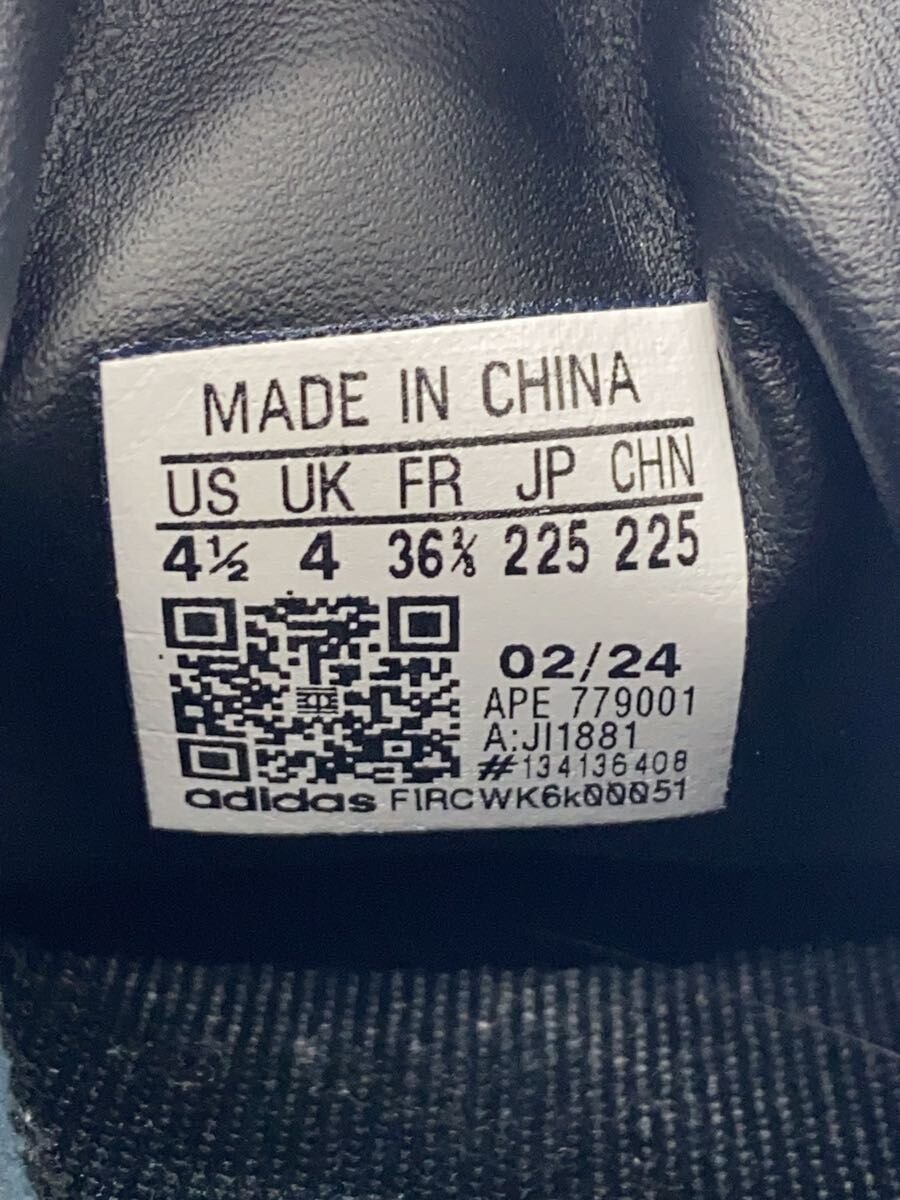 MADE IN CHINA
US UK FR JP CHN
4½ 4 36⅔ 225 225
02/24
APE 779001
A:JI1881
#134136408
adidas F1RCWK6k00051